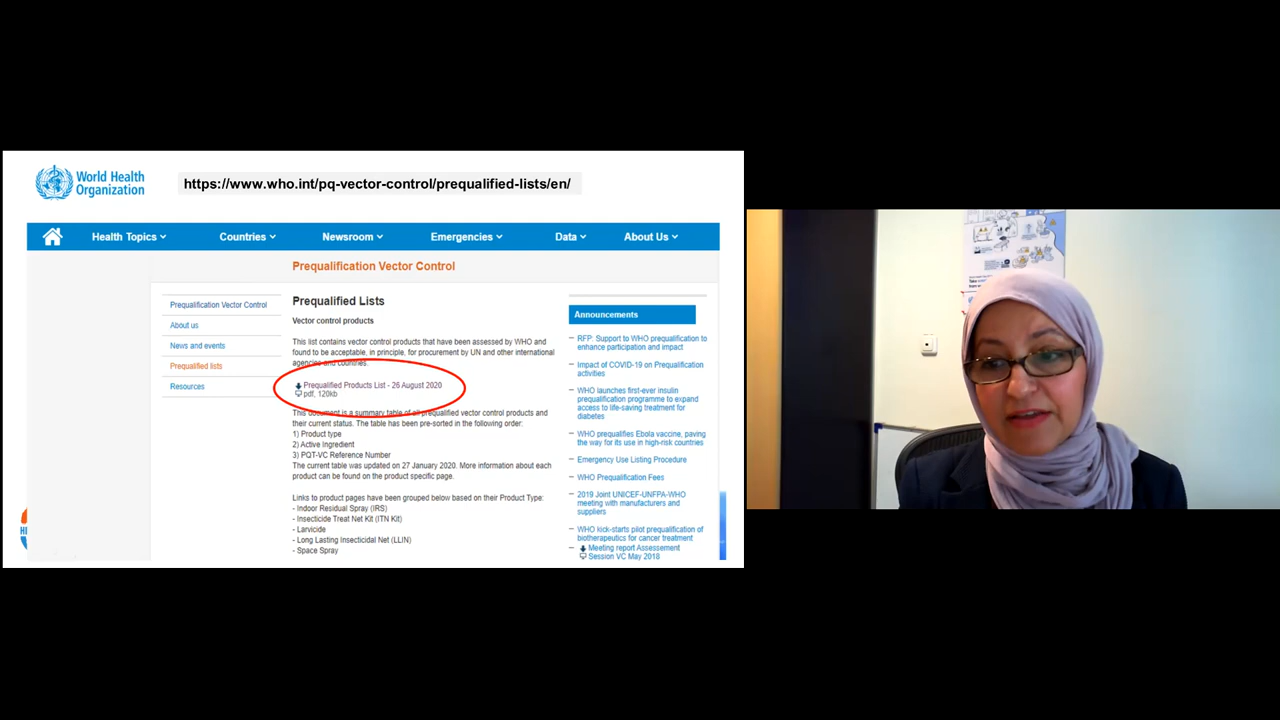 World Health
Organization
https://www.who.int/pq-vector-control/prequalified-lists/en/
Health Topics
Countries
Newsroom
Emergencies
Data
About Us
Prequalification Vector Control
Prequalification Vector Control
About us
News and events
Prequalified lists
Resources
Prequalified Lists
Vector control products
This list contains vector control products that have been assessed by WHO and
found to be acceptable, in principle, for procurement by UN and other international
agencies and countries.
Prequalified Products List - 26 August 2020
pdf, 120kb
This document is a summary table of all prequalified vector control products and
their current status. The table has been pre-sorted in the following order:
1) Product type
2) Active Ingredient
3) PQT-VC Reference Number
The current table was updated on 27 January 2020. More information about each
product can be found on the product specific page.
Links to product pages have been grouped below based on their Product Type:
- Indoor Residual Spray (IRS)
- Insecticide Treat Net Kit (ITN Kit)
- Larvicide
- Long Lasting Insecticidal Net (LLIN)
- Space Spray
Announcements
– RFP: Support to WHO prequalification to
enhance participation and impact
– Impact of COVID-19 on Prequalification
activities
– WHO launches first-ever insulin
prequalification programme to expand
access to life-saving treatment for
diabetes
– WHO prequalifies Ebola vaccine, paving
the way for its use in high-risk countries
– Emergency Use Listing Procedure
– WHO Prequalification Fees
– 2019 Joint UNICEF-UNFPA-WHO
meeting with manufacturers and
suppliers
– WHO kick-starts pilot prequalification of
biotherapeutics for cancer treatment
– Meeting report Assessement
Session VC May 2018